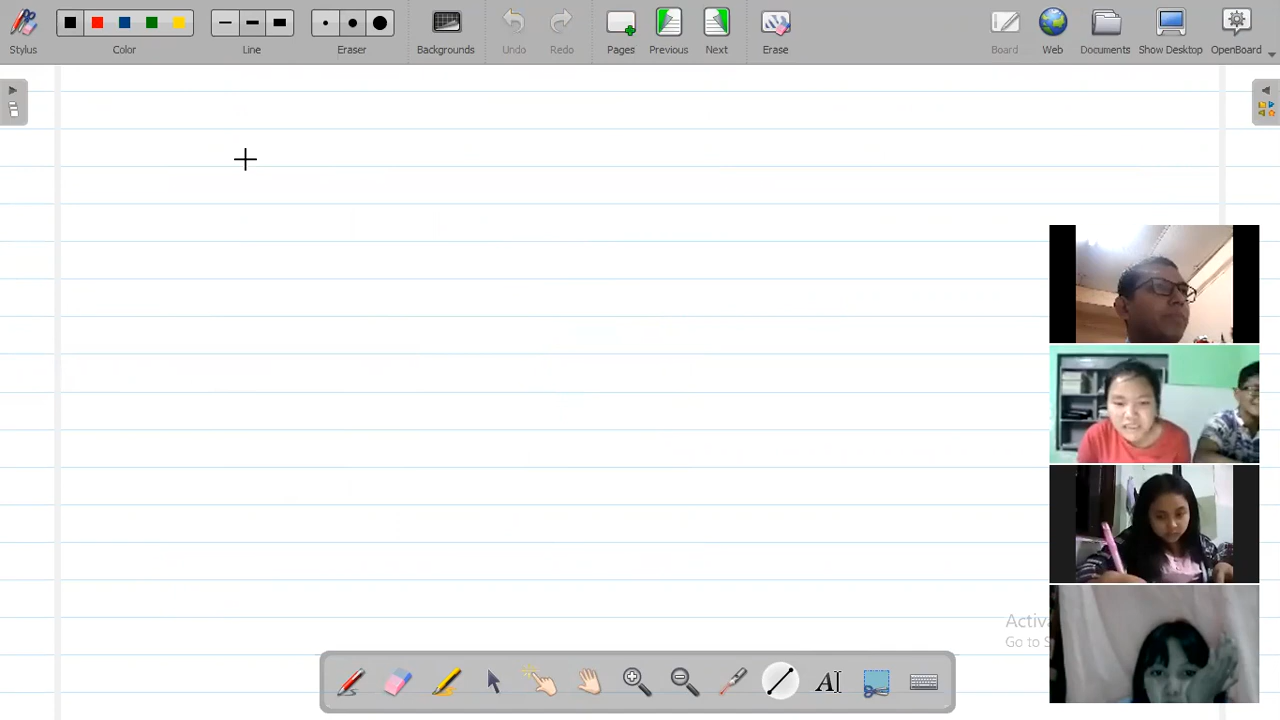 Stylus Color Line Eraser Backgrounds Undo Redo Pages Previous Next Erase Board Web Documents Show Desktop OpenBoard
Activ
Go to S